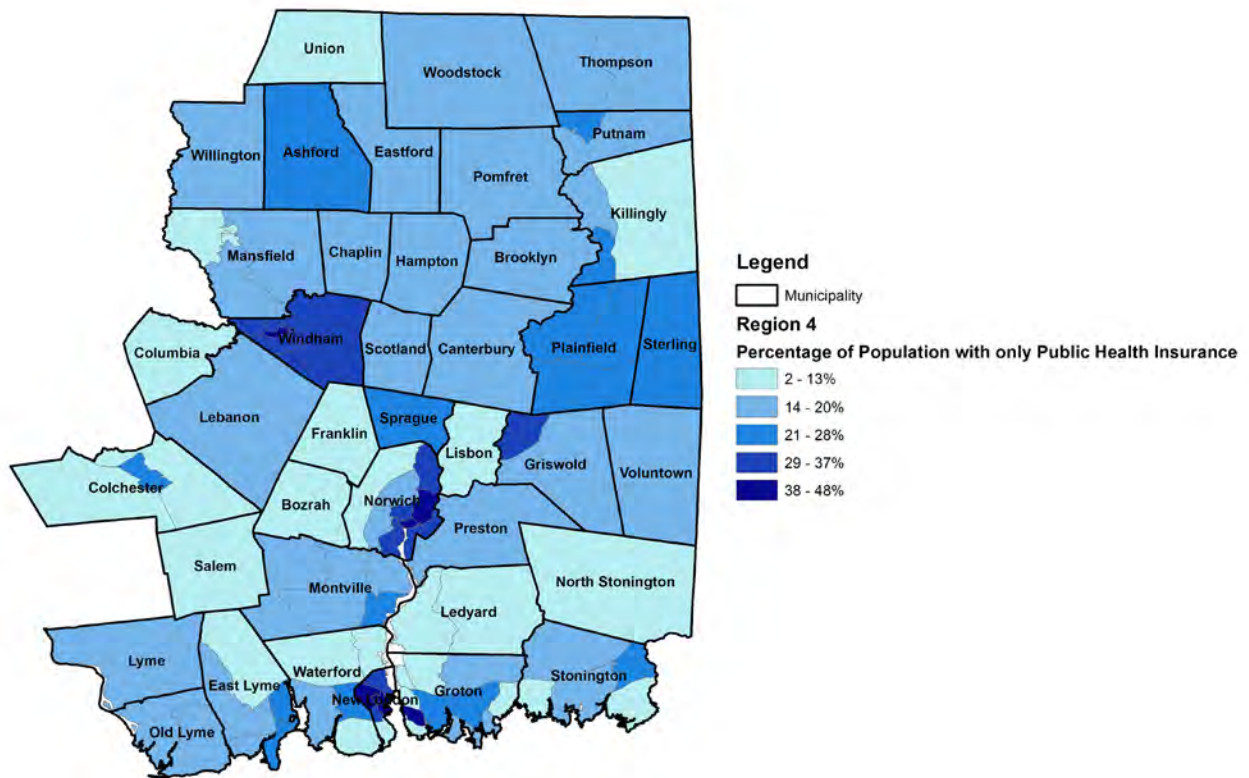 Union
Woodstock
Thompson
Putnam
Willington
Ashford
Eastford
Pomfret
Killingly
Mansfield
Chaplin
Hampton
Brooklyn
Windham
Columbia
Scotland
Canterbury
Plainfield
Sterling
Lebanon
Franklin
Sprague
Lisbon
Griswold
Voluntown
Colchester
Bozrah
Norwich
Preston
Salem
Montville
North Stonington
Ledyard
Lyme
Waterford
East Lyme
New London
Groton
Stonington
Old Lyme
Legend
Municipality
Region 4
Percentage of Population with only Public Health Insurance
2 - 13%
14 - 20%
21 - 28%
29 - 37%
38 - 48%